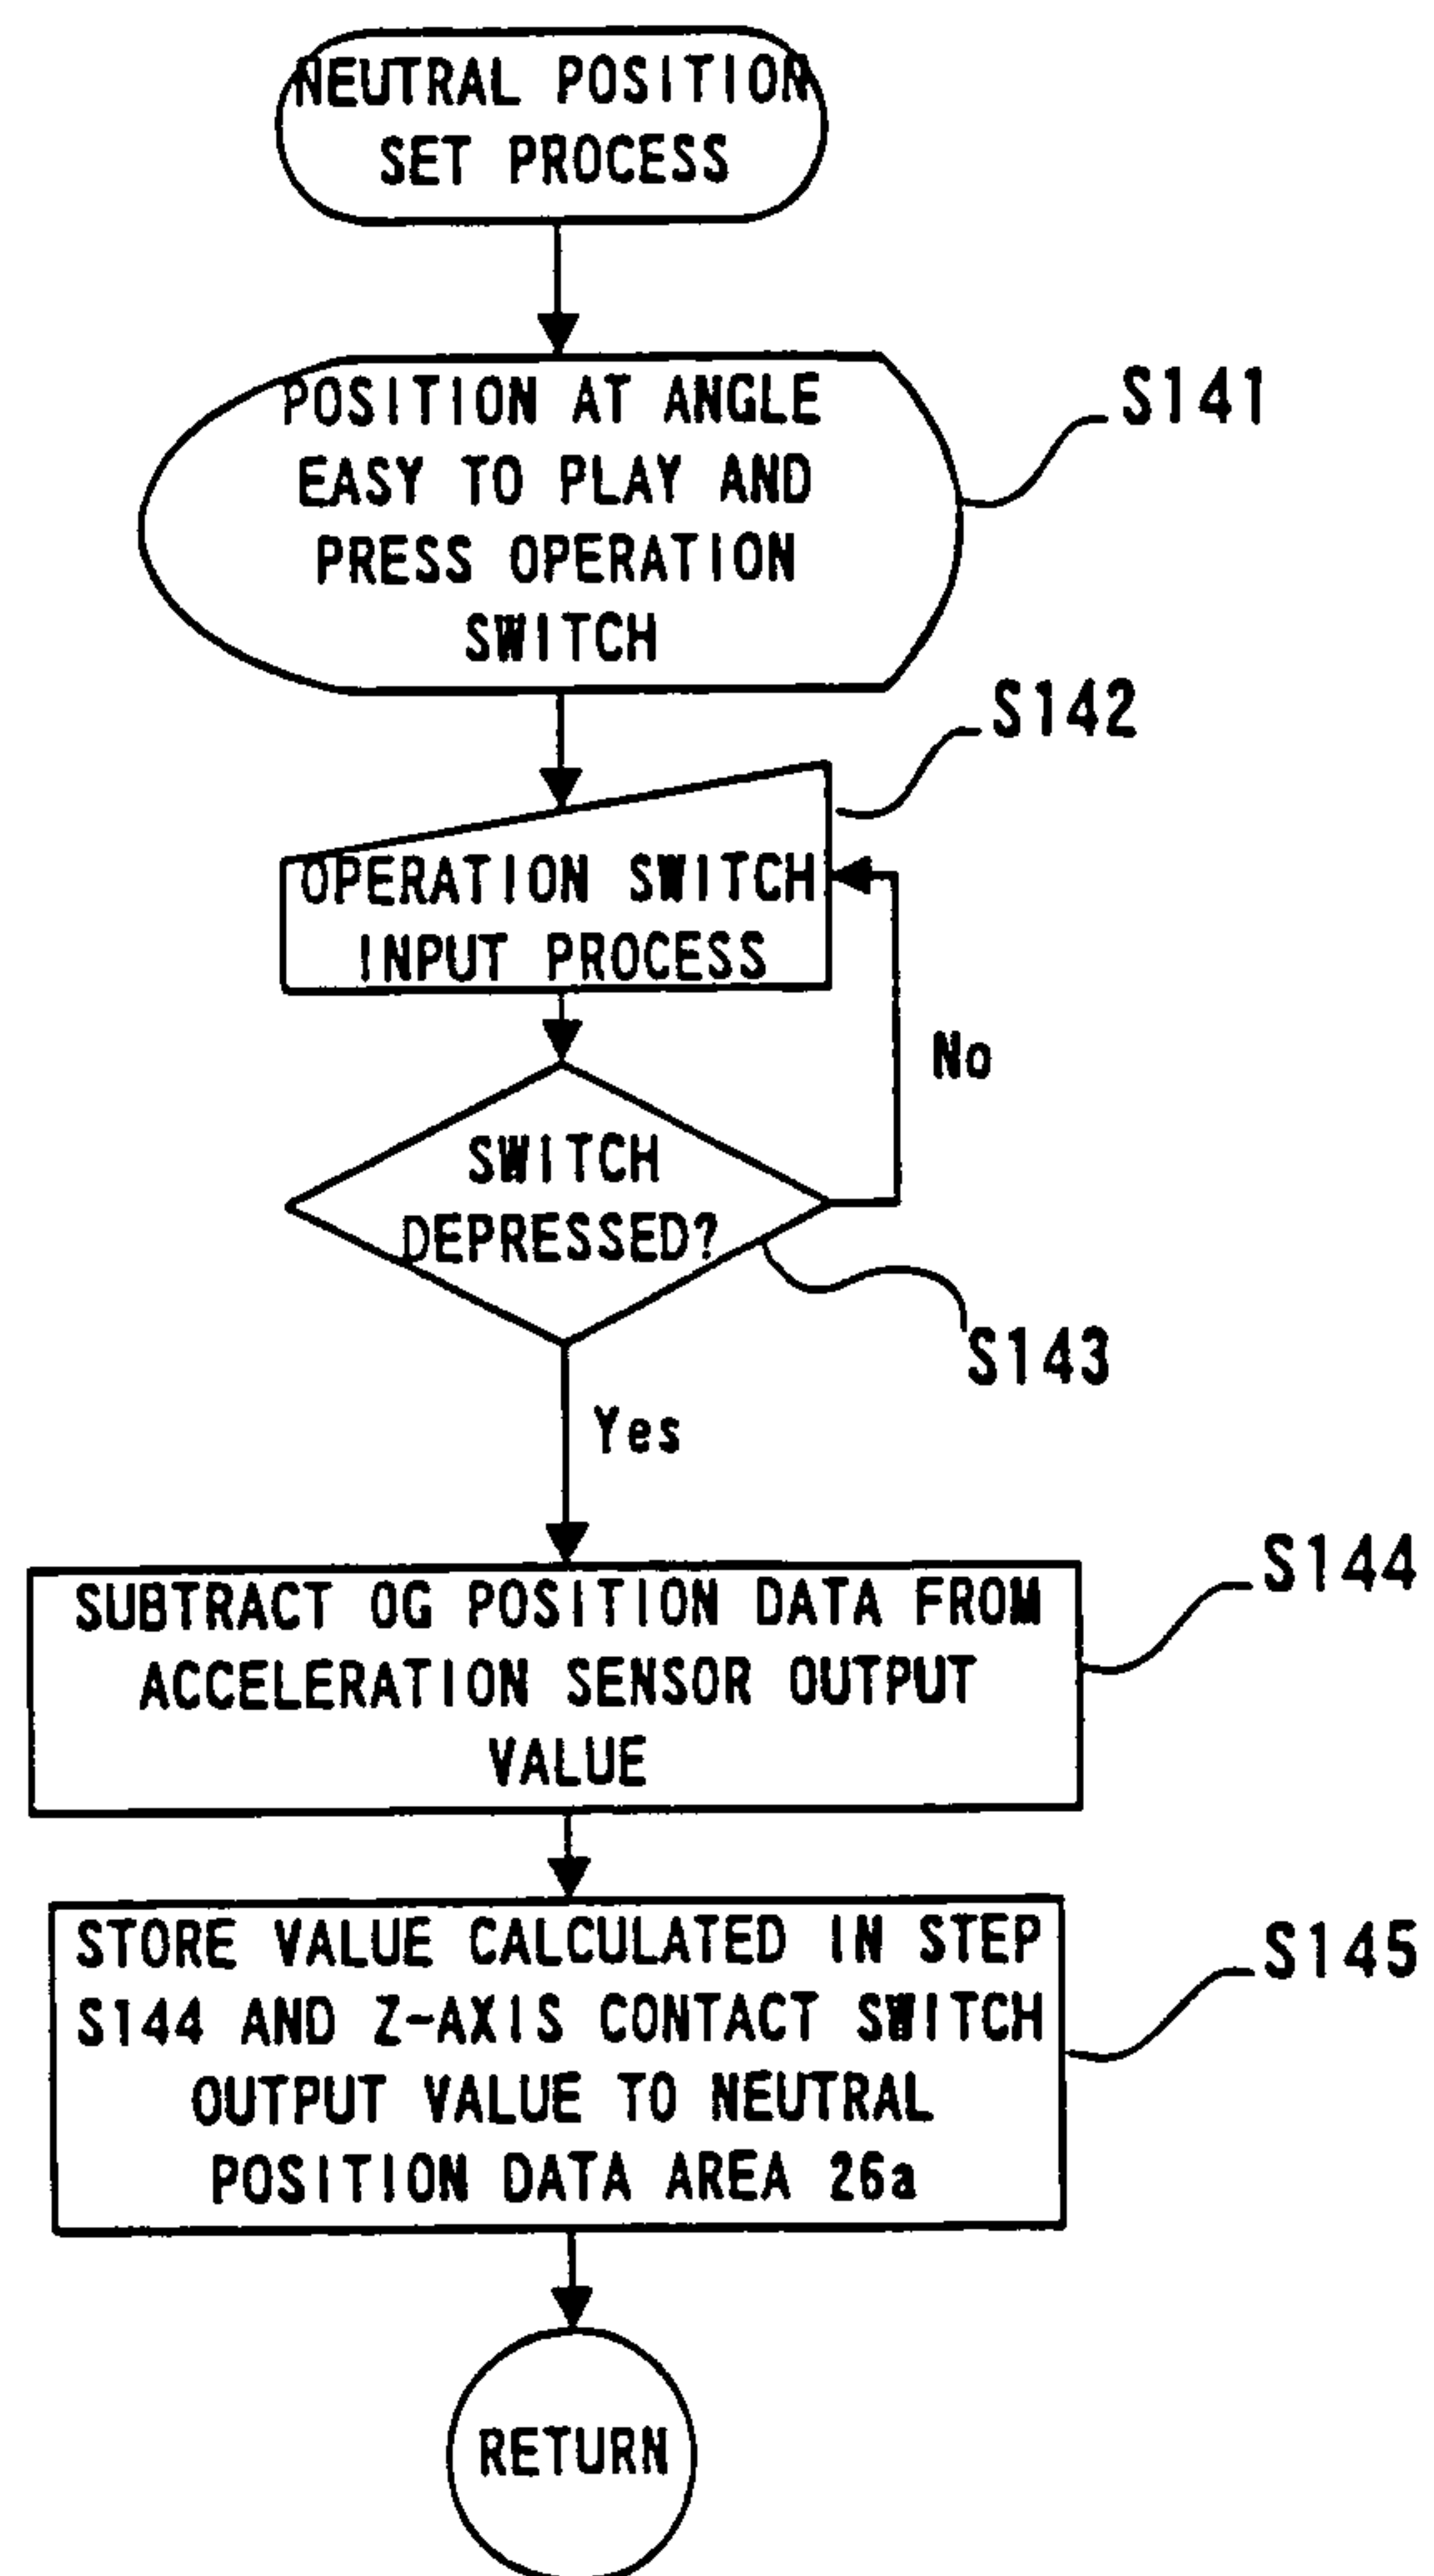 NEUTRAL POSITION
SET PROCESS
POSITION AT ANGLE
EASY TO PLAY AND
PRESS OPERATION
SWITCH
S141
S142
OPERATION SWITCH
INPUT PROCESS
No
SWITCH
DEPRESSED?
S143
Yes
SUBTRACT 0G POSITION DATA FROM
ACCELERATION SENSOR OUTPUT
VALUE
S144
STORE VALUE CALCULATED IN STEP
S144 AND Z-AXIS CONTACT SWITCH
OUTPUT VALUE TO NEUTRAL
POSITION DATA AREA 26a
S145
RETURN